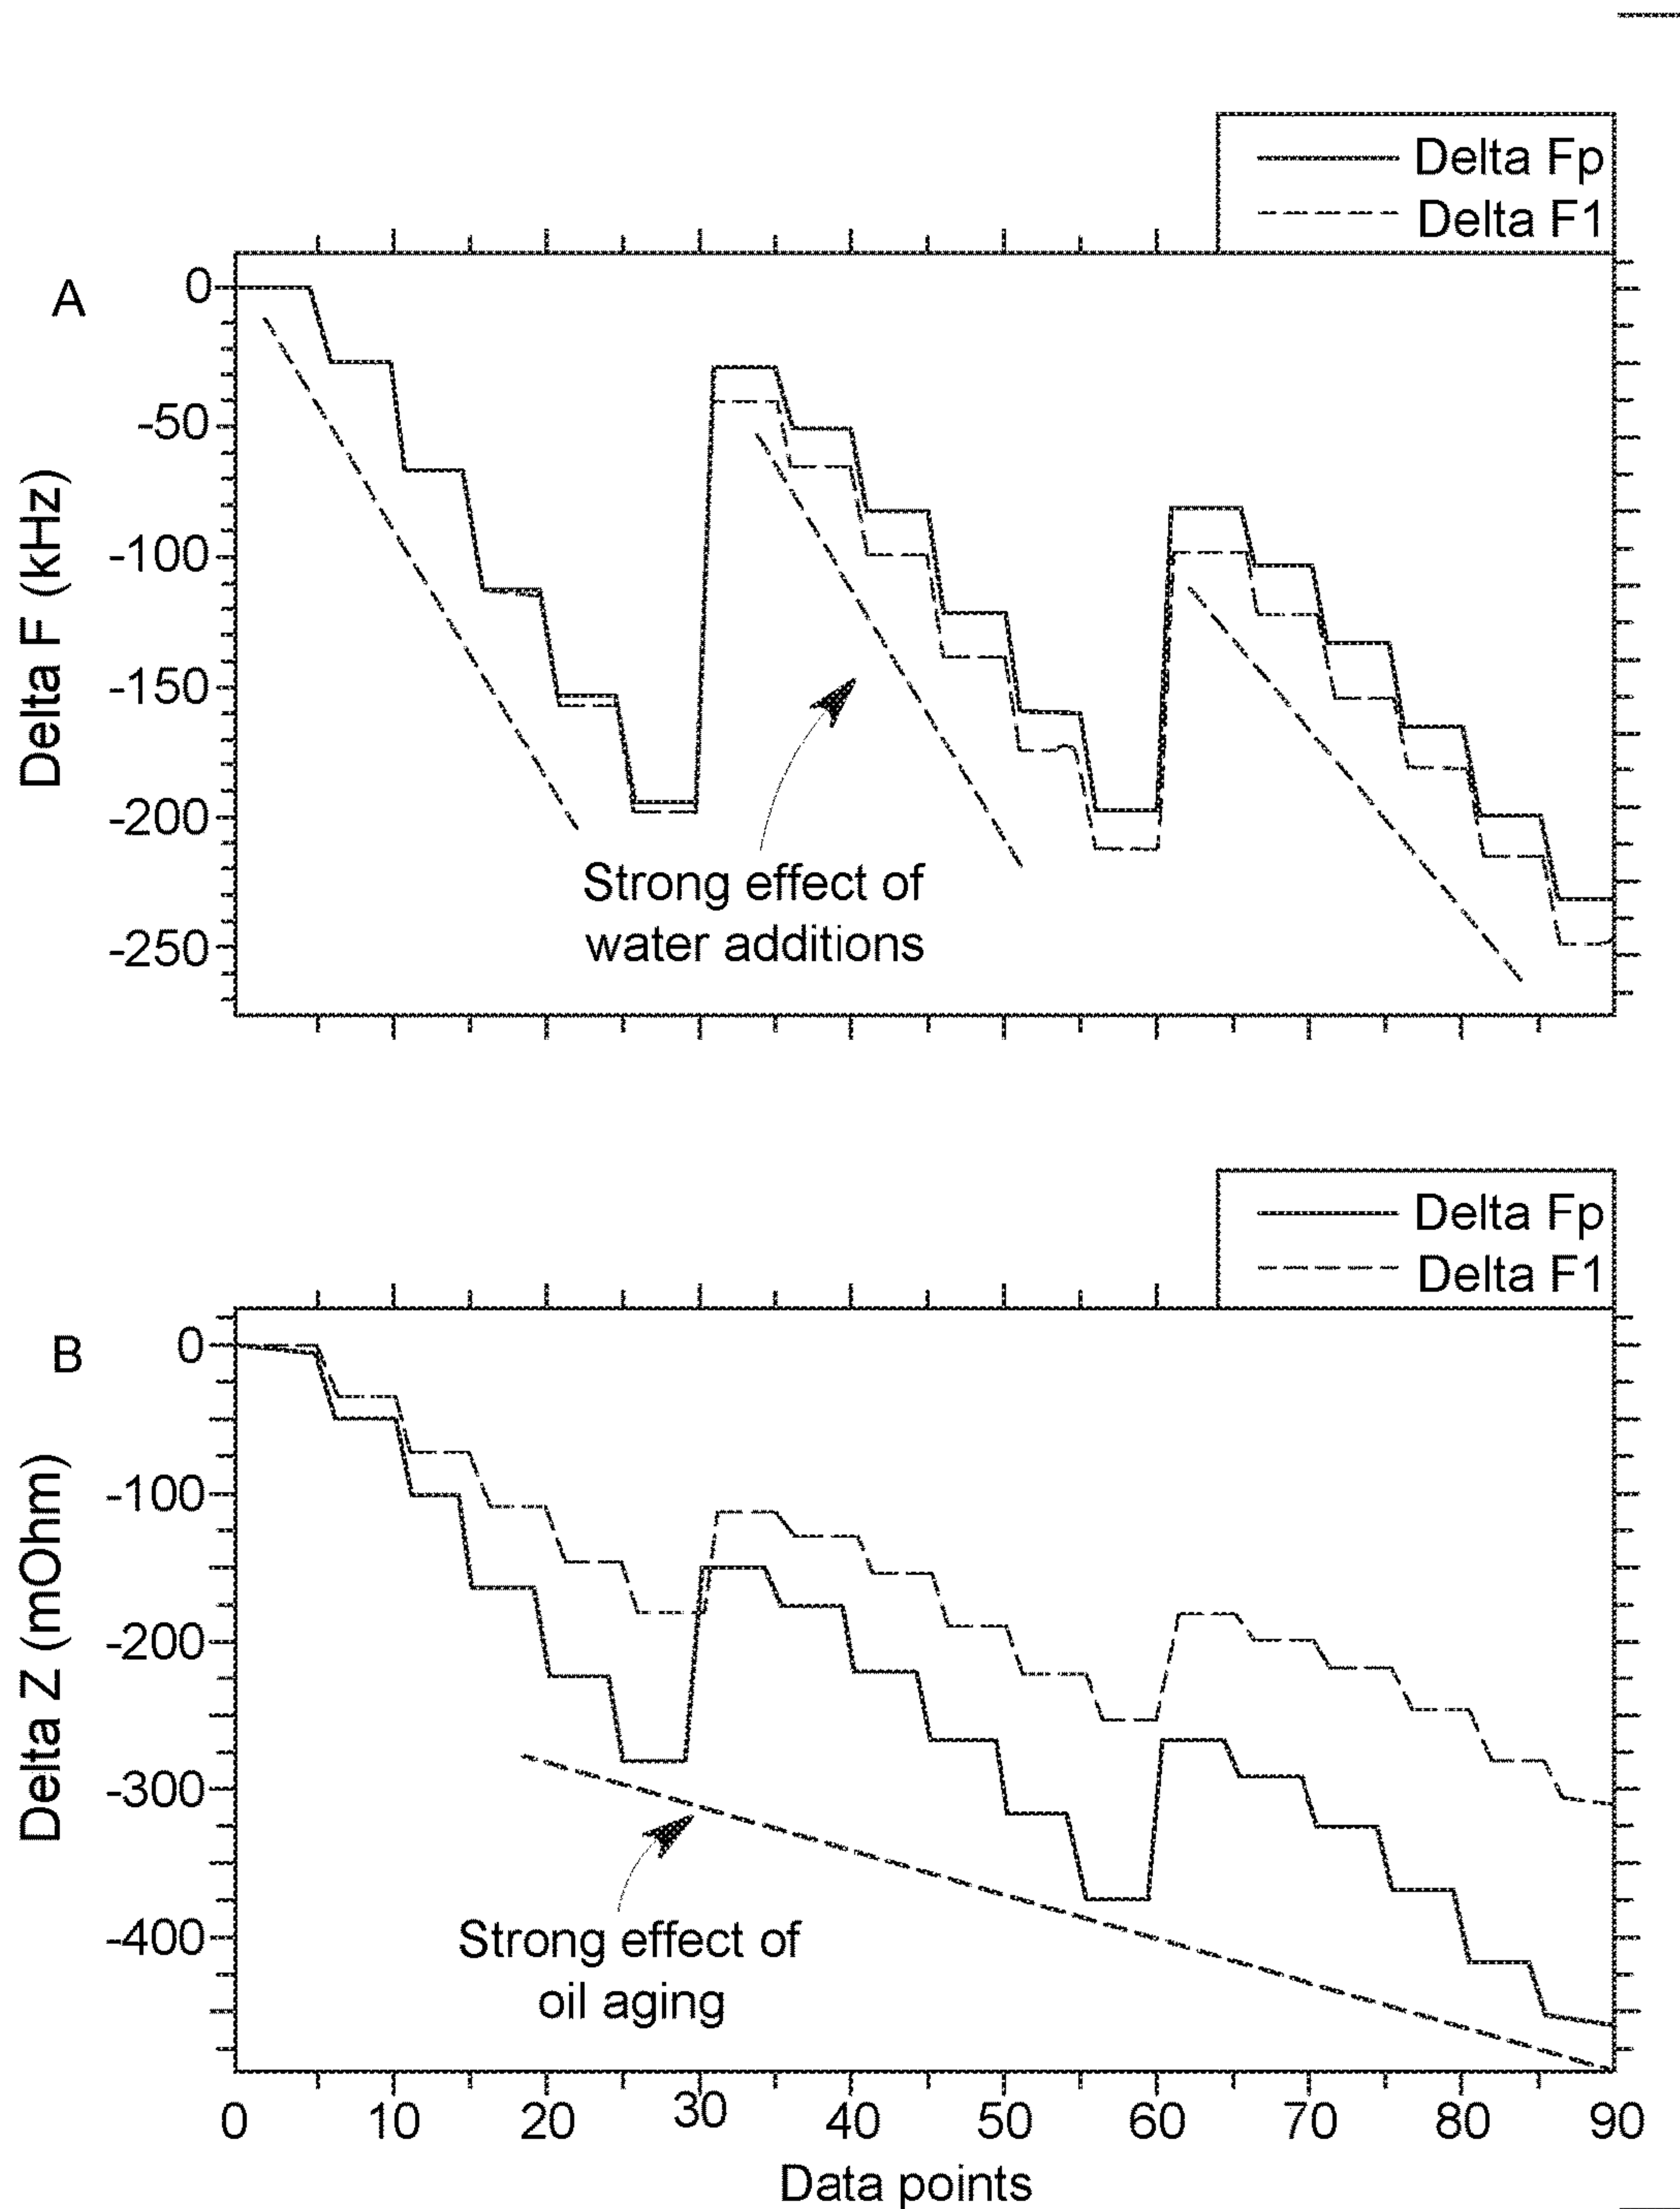 Delta Fp
Delta F1
A
Delta F (kHz)
0
-50
-100
-150
-200
-250
Strong effect of
water additions
Delta Fp
Delta F1
B
Delta Z (mOhm)
0
-100
-200
-300
-400
Strong effect of
oil aging
0 10 20 30 40 50 60 70 80 90
Data points